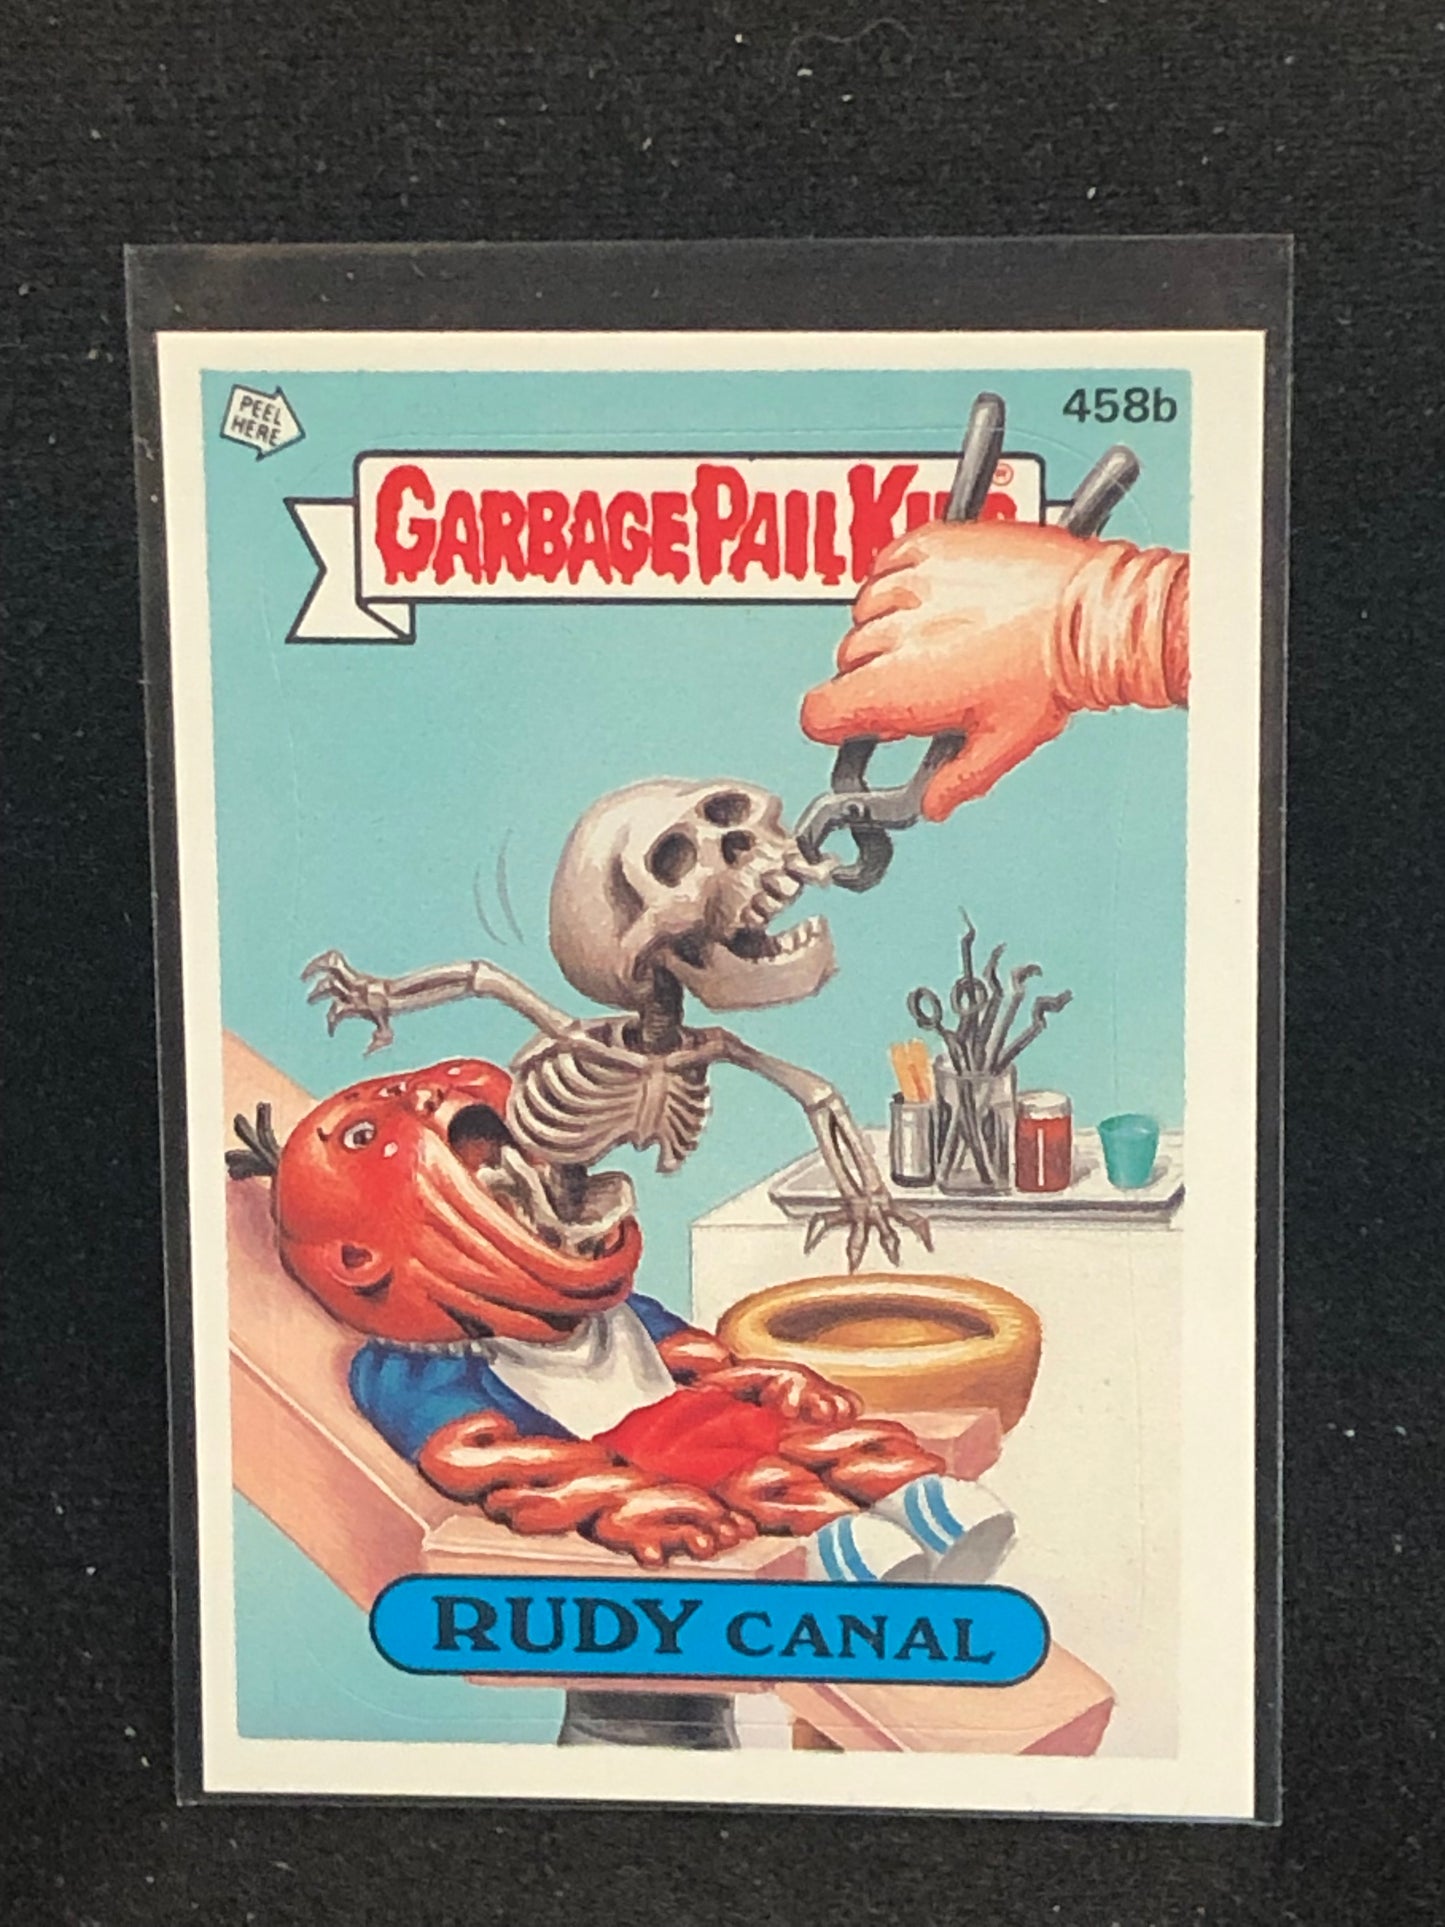 PEEL
HERE
458b
GARBAGE PAIL KIDS
RUDY CANAL